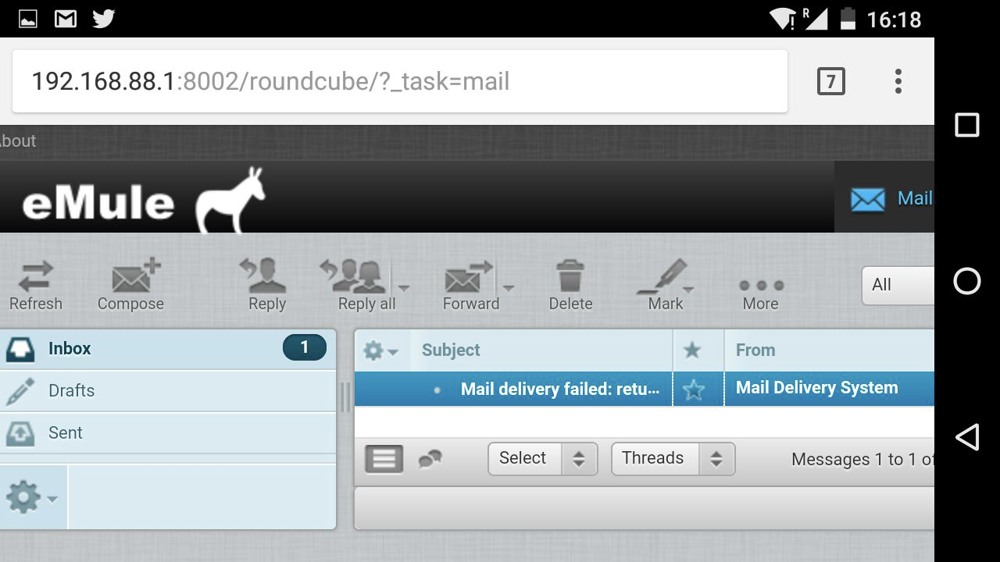 R 16:18
192.168.88.1:8002/roundcube/?_task=mail
7
About
eMule
Mail
Refresh Compose Reply Reply all Forward Delete Mark More All
Inbox 1
Drafts
Sent
Subject From
Mail delivery failed: retu... Mail Delivery System
Select Threads Messages 1 to 1 of